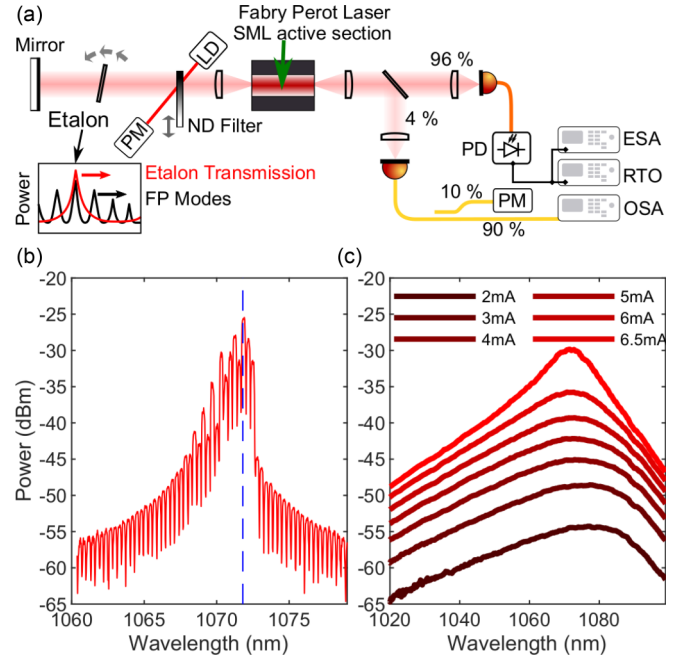 (a)
Fabry Perot Laser
SML active section
Mirror
LD
96 %
4 %
Etalon
PM
ND Filter
PD
ESA
RTO
OSA
Etalon Transmission
FP Modes
Power
10 %
PM
90 %
(b)
(c)
-20
-25
-30
-35
-40
-45
-50
-55
-60
-65
Power (dBm)
1060
1065
1070
1075
Wavelength (nm)
-20
-25
-30
-35
-40
-45
-50
-55
-60
-65
2mA
3mA
4mA
5mA
6mA
6.5mA
1020
1040
1060
1080
Wavelength (nm)